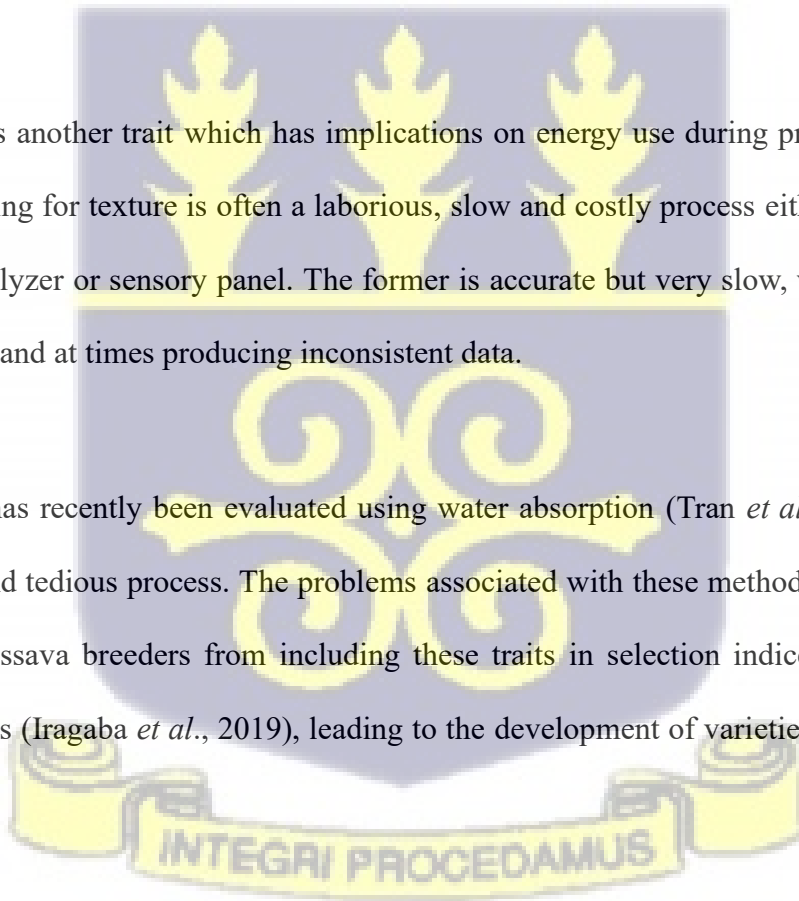 s another trait which has implications on energy use during pr
ng for texture is often a laborious, slow and costly process eit
lyzer or sensory panel. The former is accurate but very slow,
and at times producing inconsistent data.
as recently been evaluated using water absorption (Tran et al
d tedious process. The problems associated with these method
ssava breeders from including these traits in selection indic
s (Iragaba et al., 2019), leading to the development of varietie
INTEGRI PROCEDAMUS